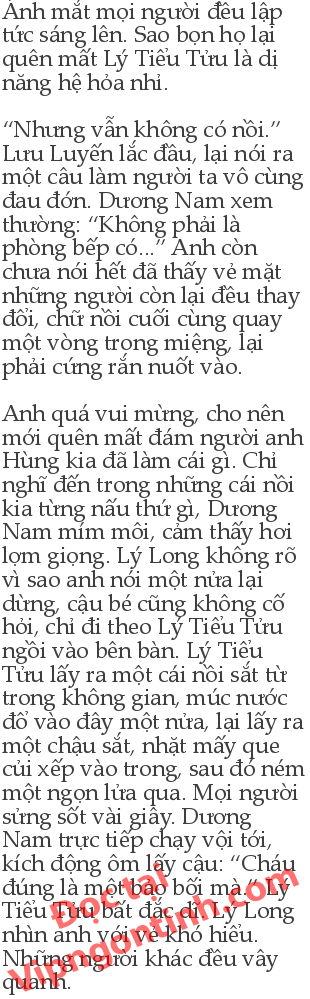 Ánh mắt mọi người đều lập
tức sáng lên. Sao bọn họ lại
quên mất Lý Tiểu Tửu là dị
năng hệ hỏa nhỉ.
“Nhưng vẫn không có nồi.”
Lưu Luyến lắc đầu, lại nói ra
một câu làm người ta vô cùng
đau đớn. Dương Nam xem
thường: “Không phải là
phòng bếp có...” Anh còn
chưa nói hết đã thấy vẻ mặt
những người còn lại đều thay
đổi, chữ nồi cuối cùng quay
một vòng trong miệng, lại
phải cứng rắn nuốt vào.
Anh quá vui mừng, cho nên
mới quên mất đám người anh
Hùng kia đã làm cái gì. Chỉ
nghĩ đến trong những cái nồi
kia từng nấu thứ gì, Dương
Nam mím môi, cảm thấy hơi
lợm giọng. Lý Long không rõ
vì sao anh nói một nửa lại
dừng, cậu bé cũng không cố
hỏi, chỉ đi theo Lý Tiểu Tửu
ngồi vào bên bàn. Lý Tiểu
Tửu lấy ra một cái nồi sắt từ
trong không gian, múc nước
đổ vào đây một nửa, lại lấy ra
một chậu sắt, nhặt mấy que
củi xếp vào trong, sau đó ném
một ngọn lửa qua. Mọi người
sửng sốt vài giây. Dương
Nam trực tiếp chạy vội tới,
kích động ôm lấy cậu: “Cháu
đúng là một bảo bối mà.” Lý
Tiểu Tửu bất đắc dĩ. Lý Long
nhìn anh với vẻ khó hiểu.
Những người khác đều vây
quanh.
Đọc tại
Vipngontinh.com